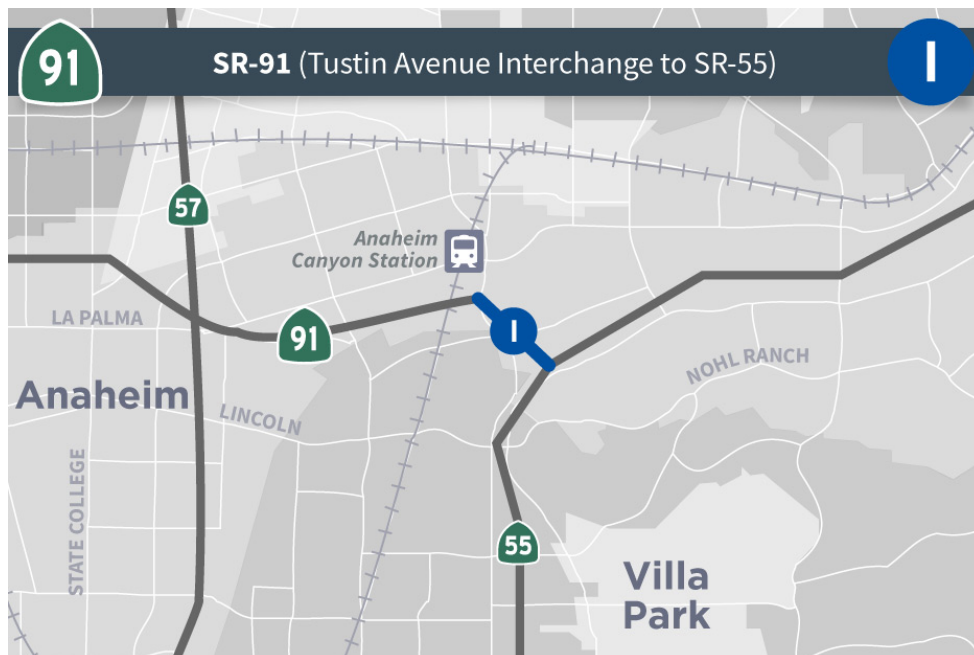 91
SR-91 (Tustin Avenue Interchange to SR-55)
I
57
Anaheim
Canyon Station
LA PALMA
91
I
NOHL RANCH
Anaheim
LINCOLN
STATE COLLEGE
55
Villa
Park